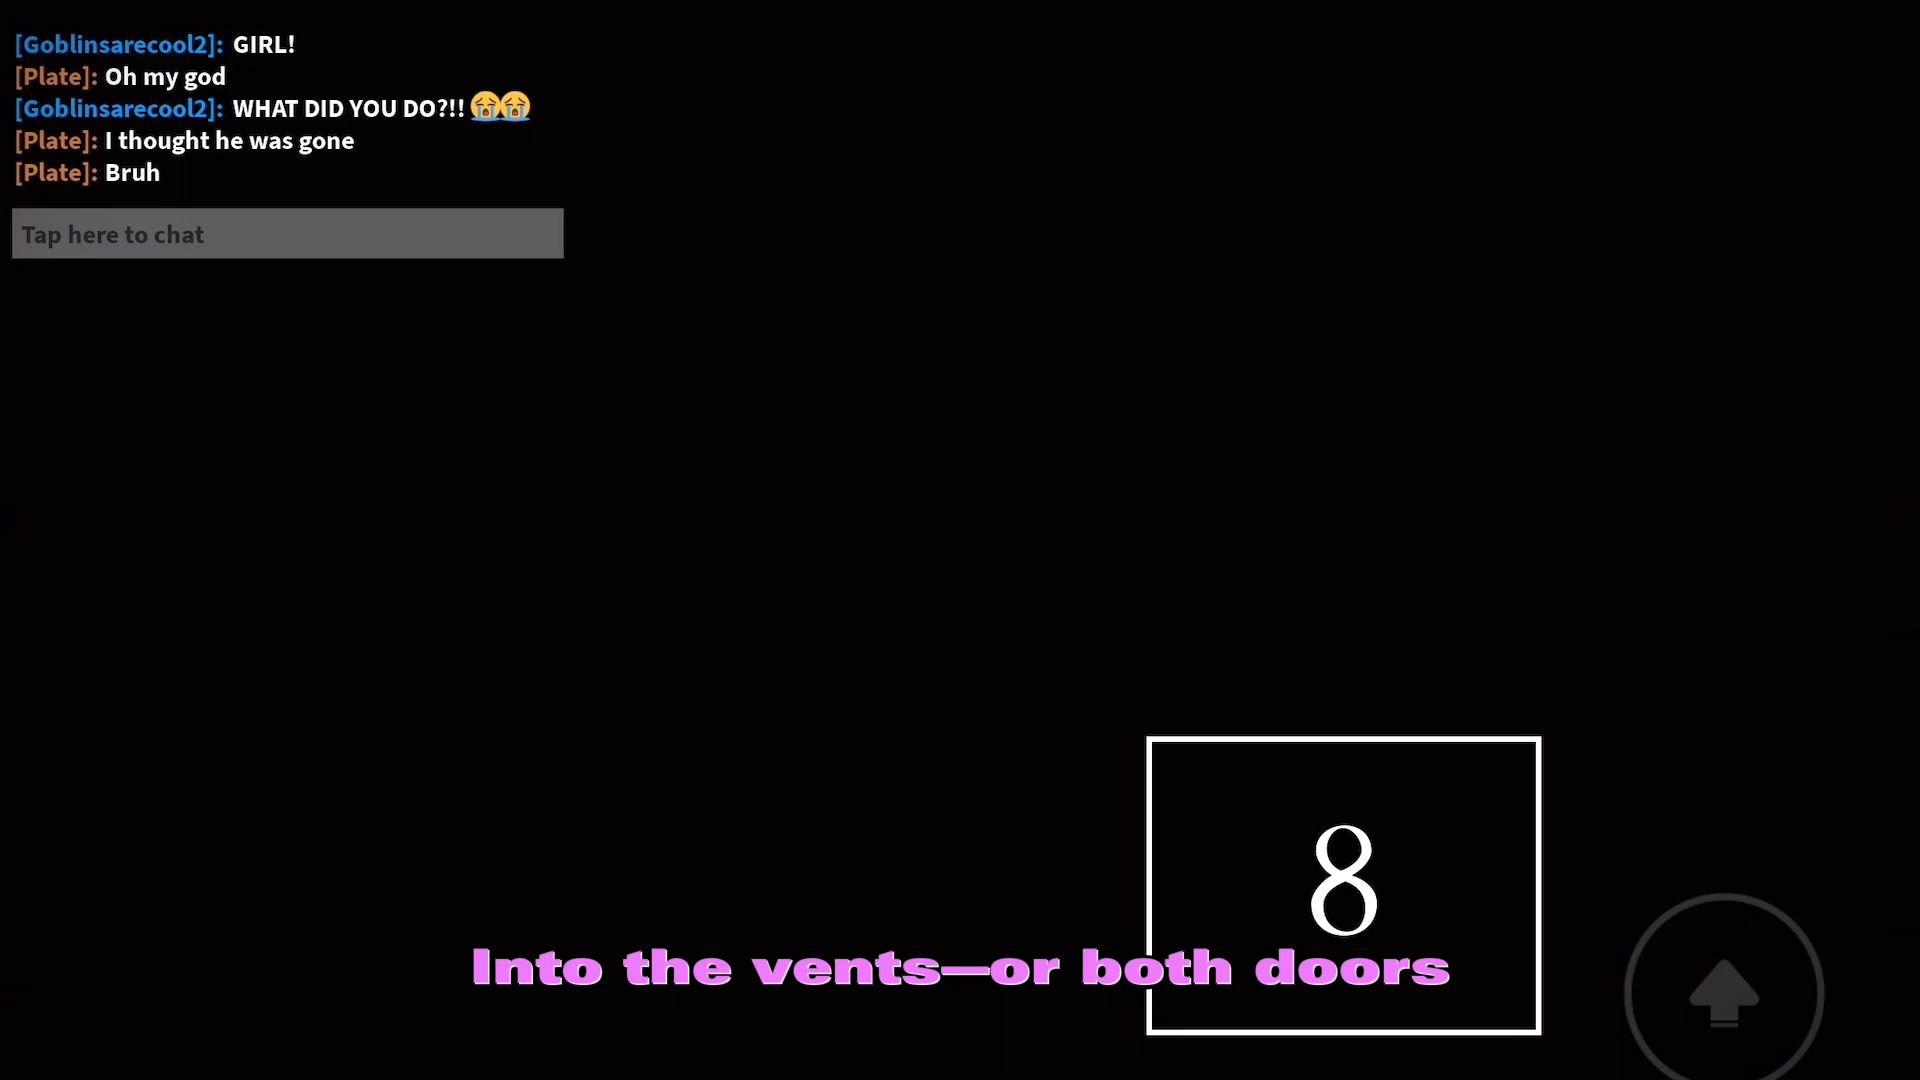 [Goblinsarecool2]: GIRL!
[Plate]: Oh my god
[Goblinsarecool2]: WHAT DID YOU DO?!! 😭😭
[Plate]: I thought he was gone
[Plate]: Bruh
Tap here to chat
8
Into the vents—or both doors